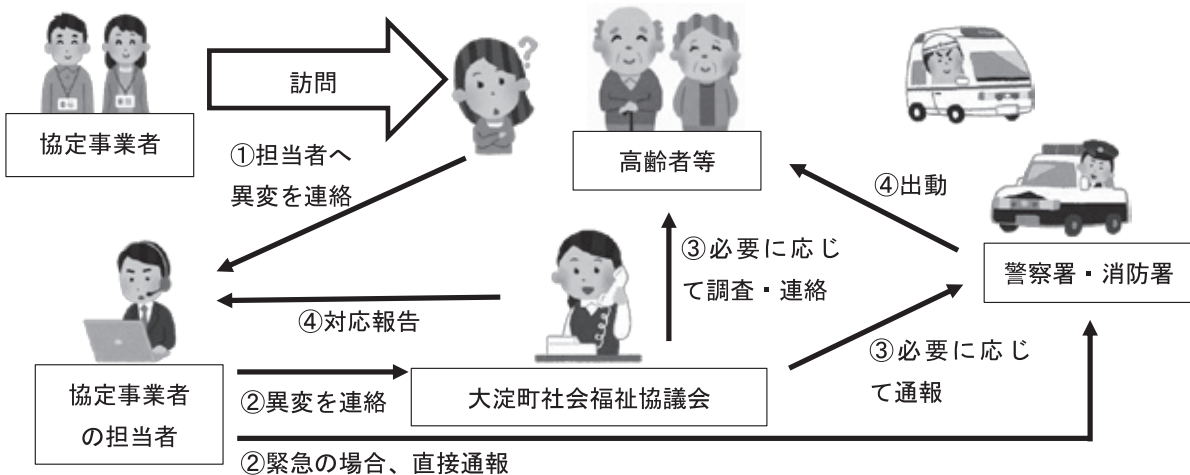 訪問
?
協定事業者
高齢者等
①担当者へ
異変を連絡
④出動
③必要に応じ
て調査・連絡
警察署・消防署
④対応報告
③必要に応じ
て通報
協定事業者
の担当者
②異変を連絡
大淀町社会福祉協議会
②緊急の場合、直接通報